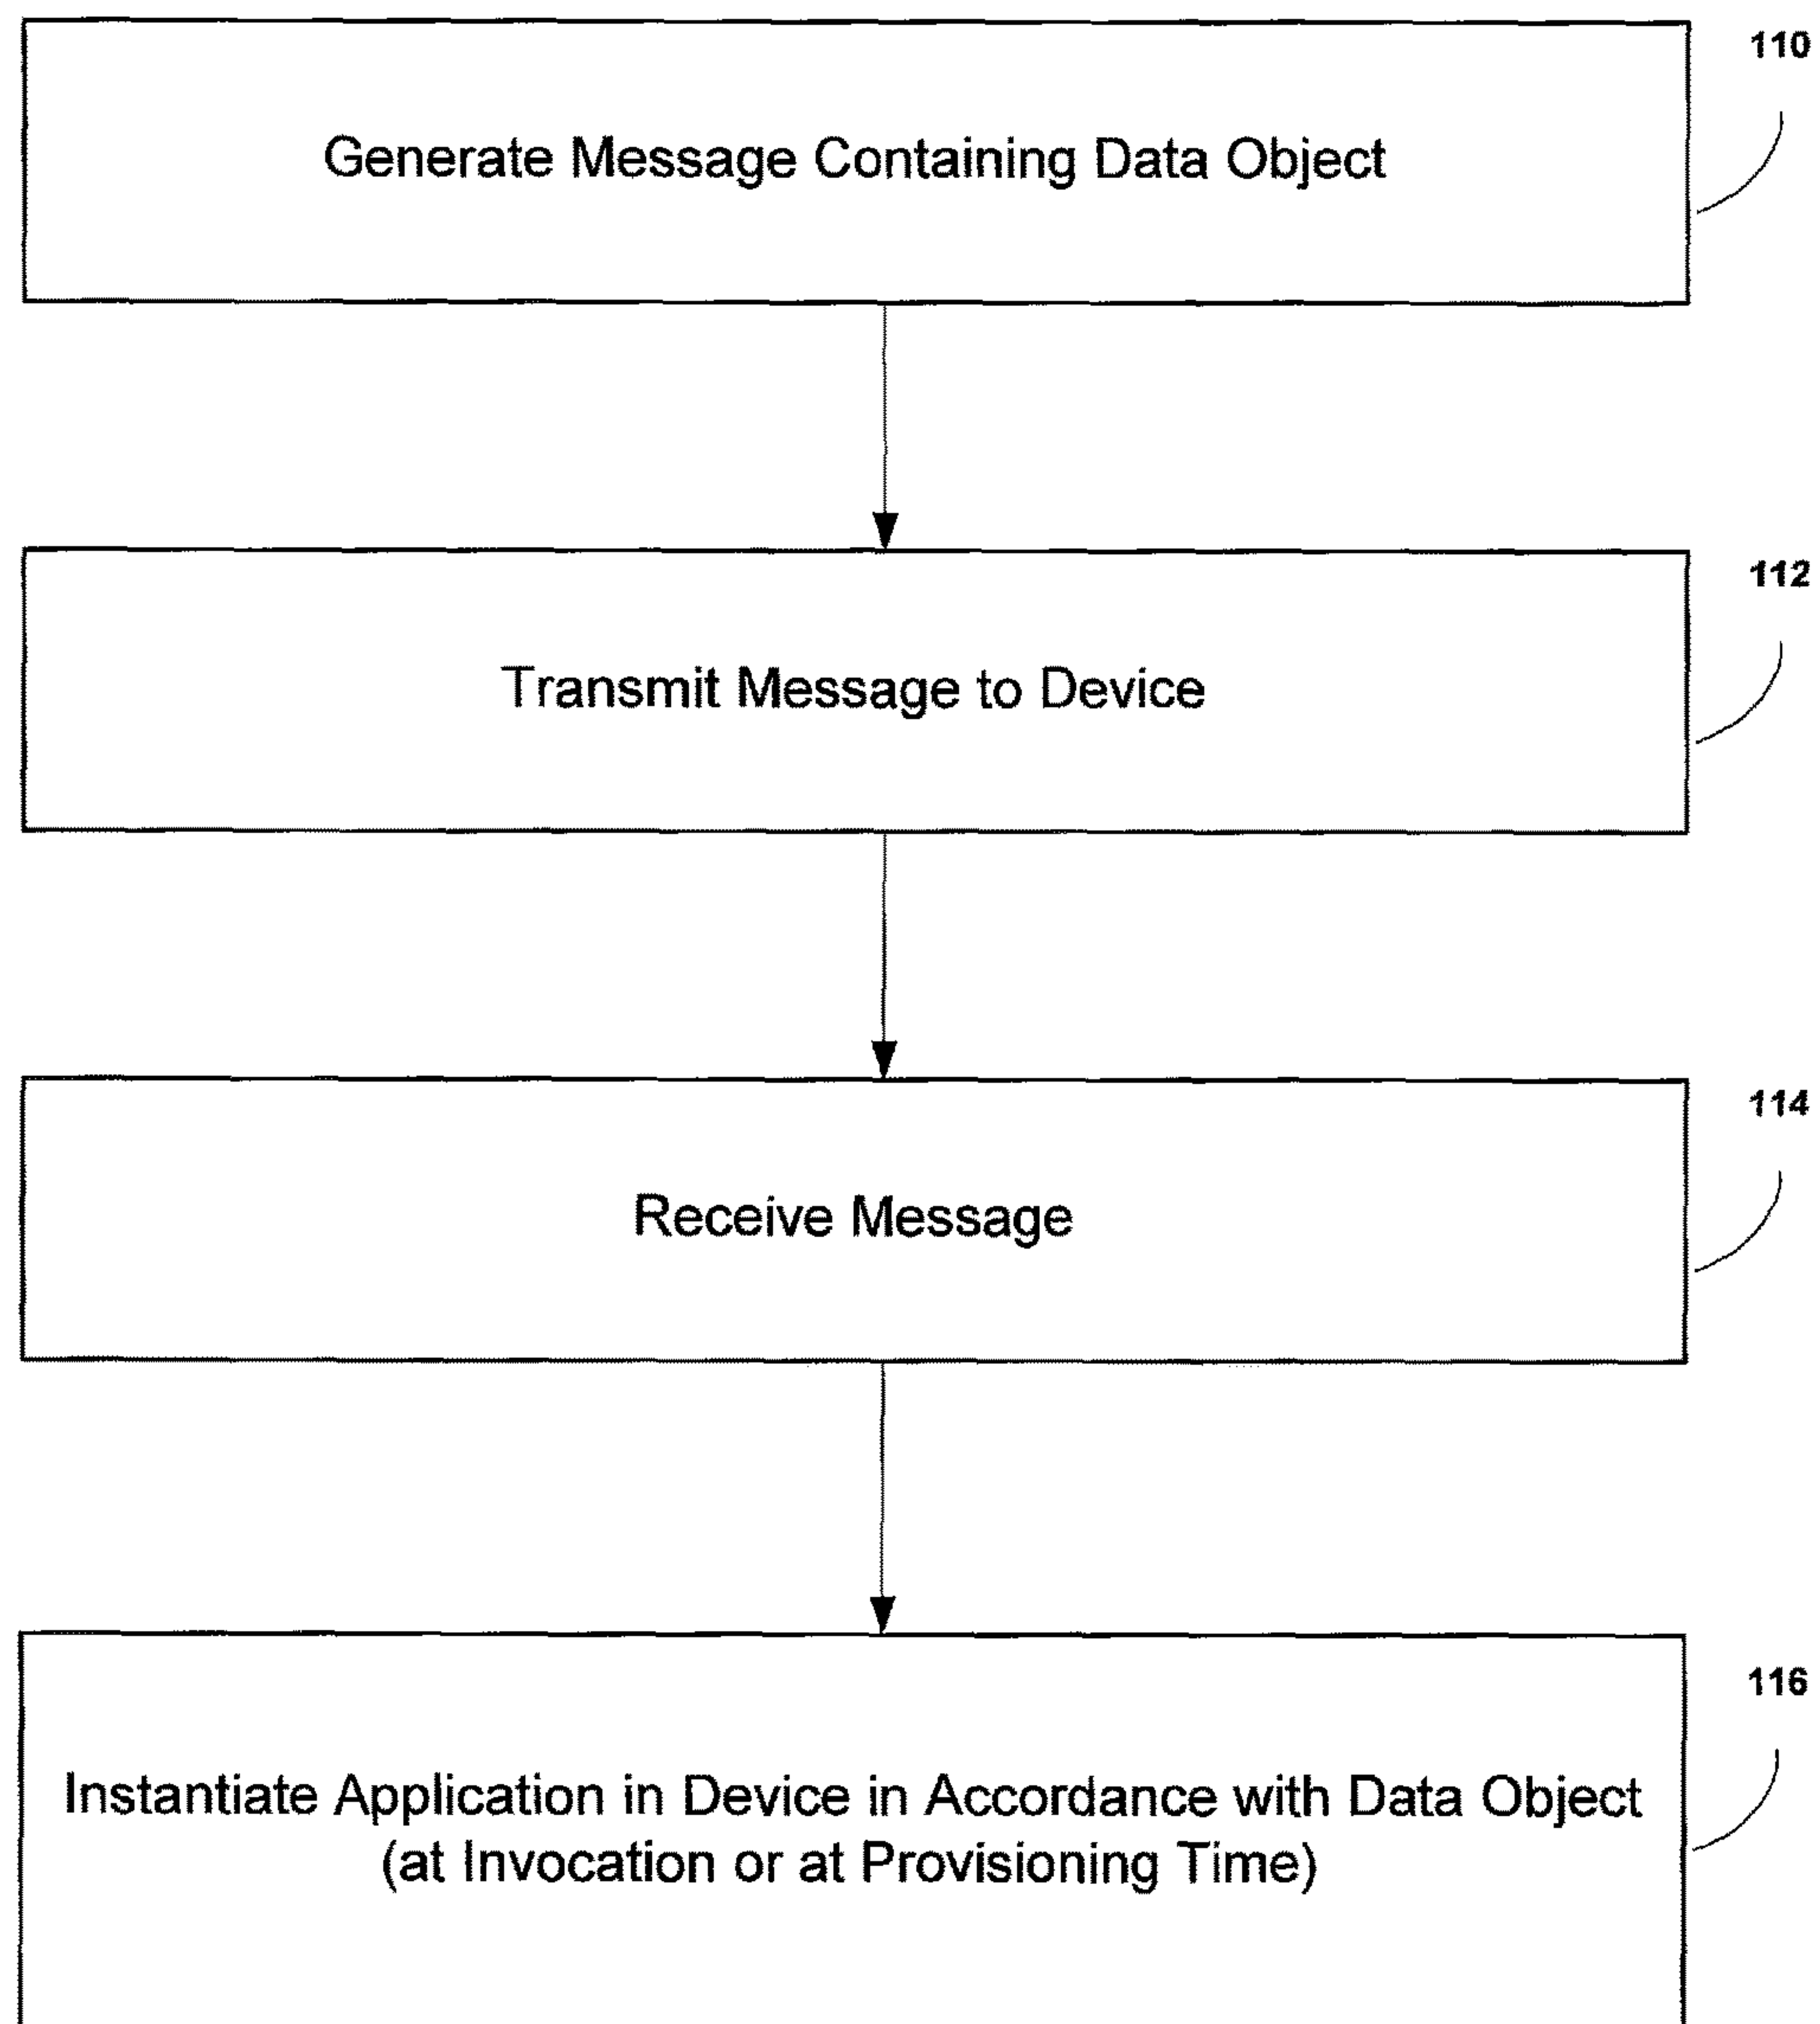 110
Generate Message Containing Data Object
112
Transmit Message to Device
114
Receive Message
116
Instantiate Application in Device in Accordance with Data Object
(at Invocation or at Provisioning Time)